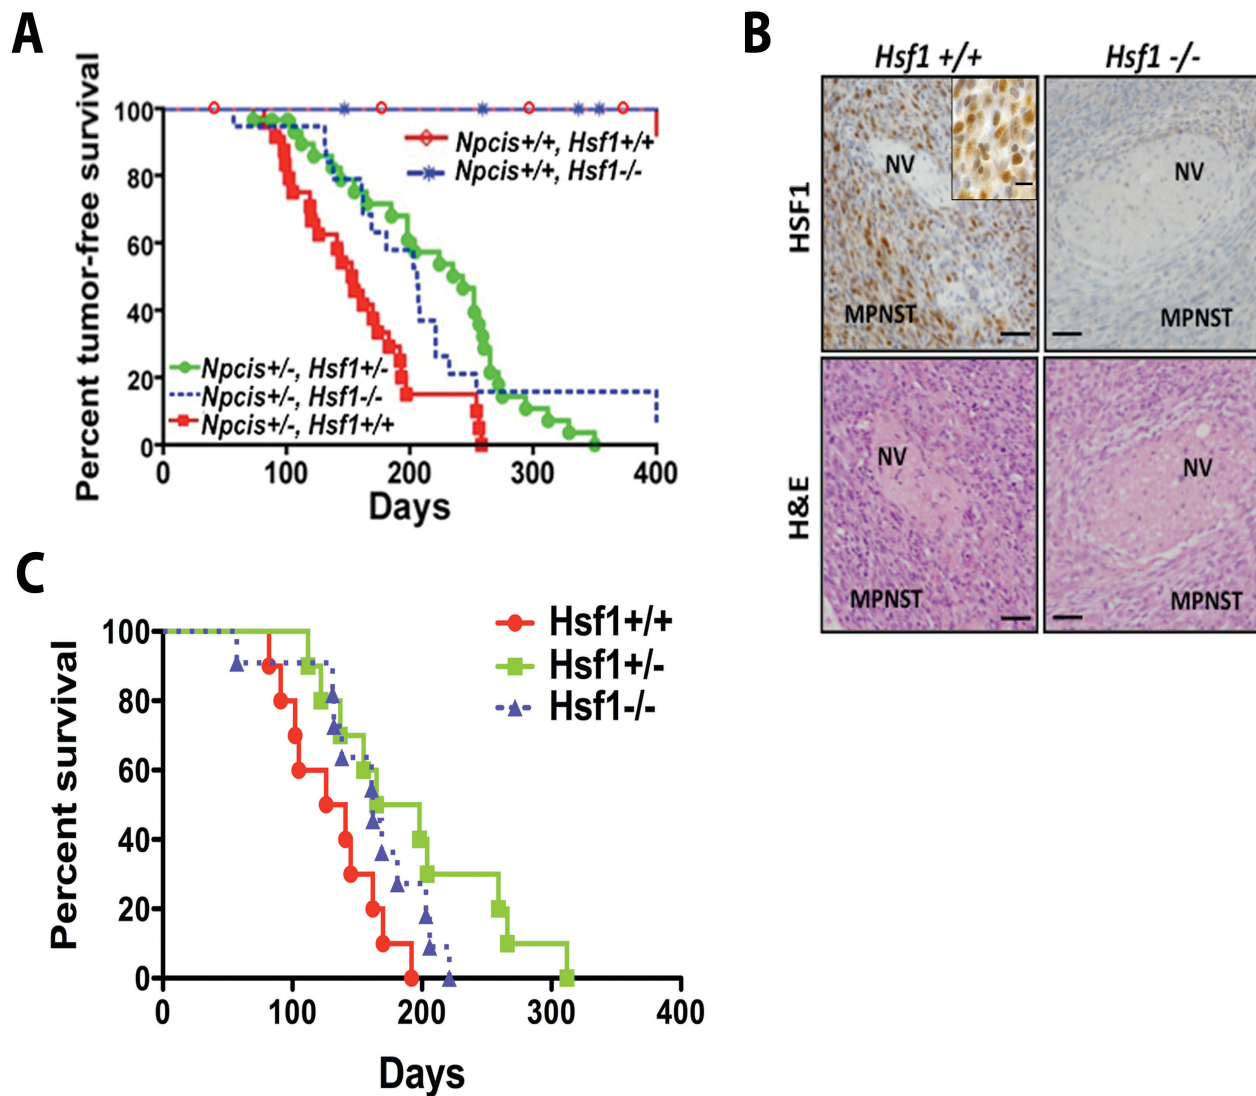 A
Percent tumor-free survival
100
80
60
40
20
0
Npcis+/+, Hsf1+/+
Npcis+/+, Hsf1-/-
Npcis+/-, Hsf1+/-
Npcis+/-, Hsf1-/-
Npcis+/-, Hsf1+/+
0 100 200 300 400
Days
B
Hsf1 +/+ Hsf1 -/-
HSF1
NV
MPNST
NV
MPNST
H&E
NV
MPNST
NV
MPNST
C
Percent survival
100
80
60
40
20
0
Hsf1+/+
Hsf1+/-
Hsf1-/-
0 100 200 300 400
Days